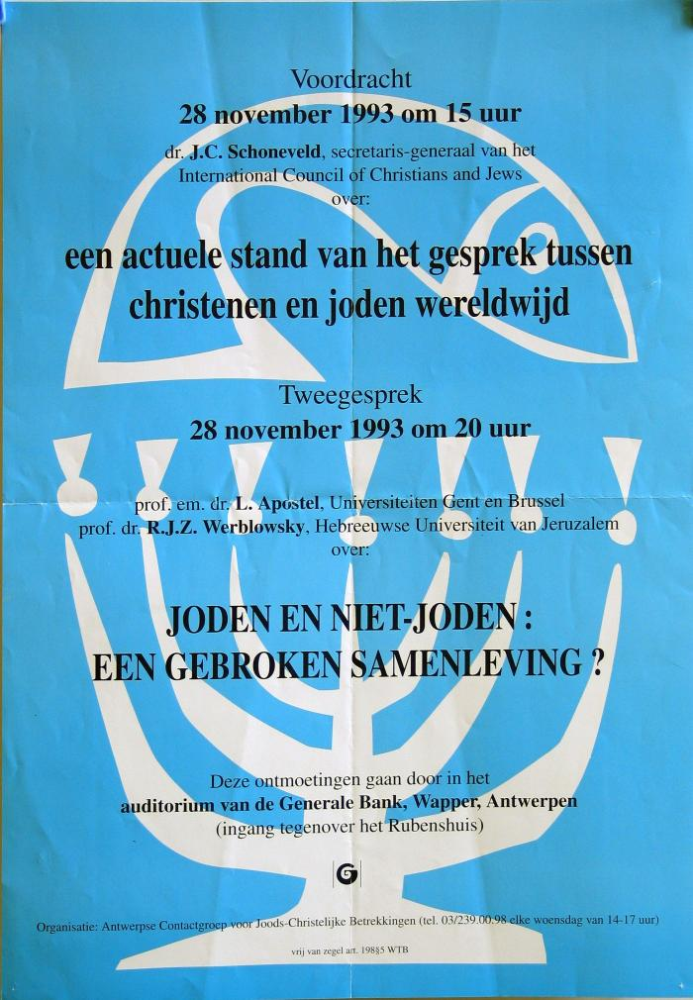 Voordracht
28 november 1993 om 15 uur
dr. J.C. Schoneveld, secretaris-generaal van het
International Council of Christians and Jews
over:
een actuele stand van het gesprek tussen
christenen en joden wereldwijd
Tweegesprek
28 november 1993 om 20 uur
prof. em. dr. L. Apostel, Universiteiten Gent en Brussel
prof. dr. R.J.Z. Werblowsky, Hebreeuwse Universiteit van Jeruzalem
over:
JODEN EN NIET-JODEN :
EEN GEBROKEN SAMENLEVING ?
Deze ontmoetingen gaan door in het
auditorium van de Generale Bank, Wapper, Antwerpen
(ingang tegenover het Rubenshuis)
G
Organisatie: Antwerpse Contactgroep voor Joods-Christelijke Betrekkingen (tel. 03/239.00.98 elke woensdag van 14-17 uur)
vrij van zegel art. 198§5 WTB